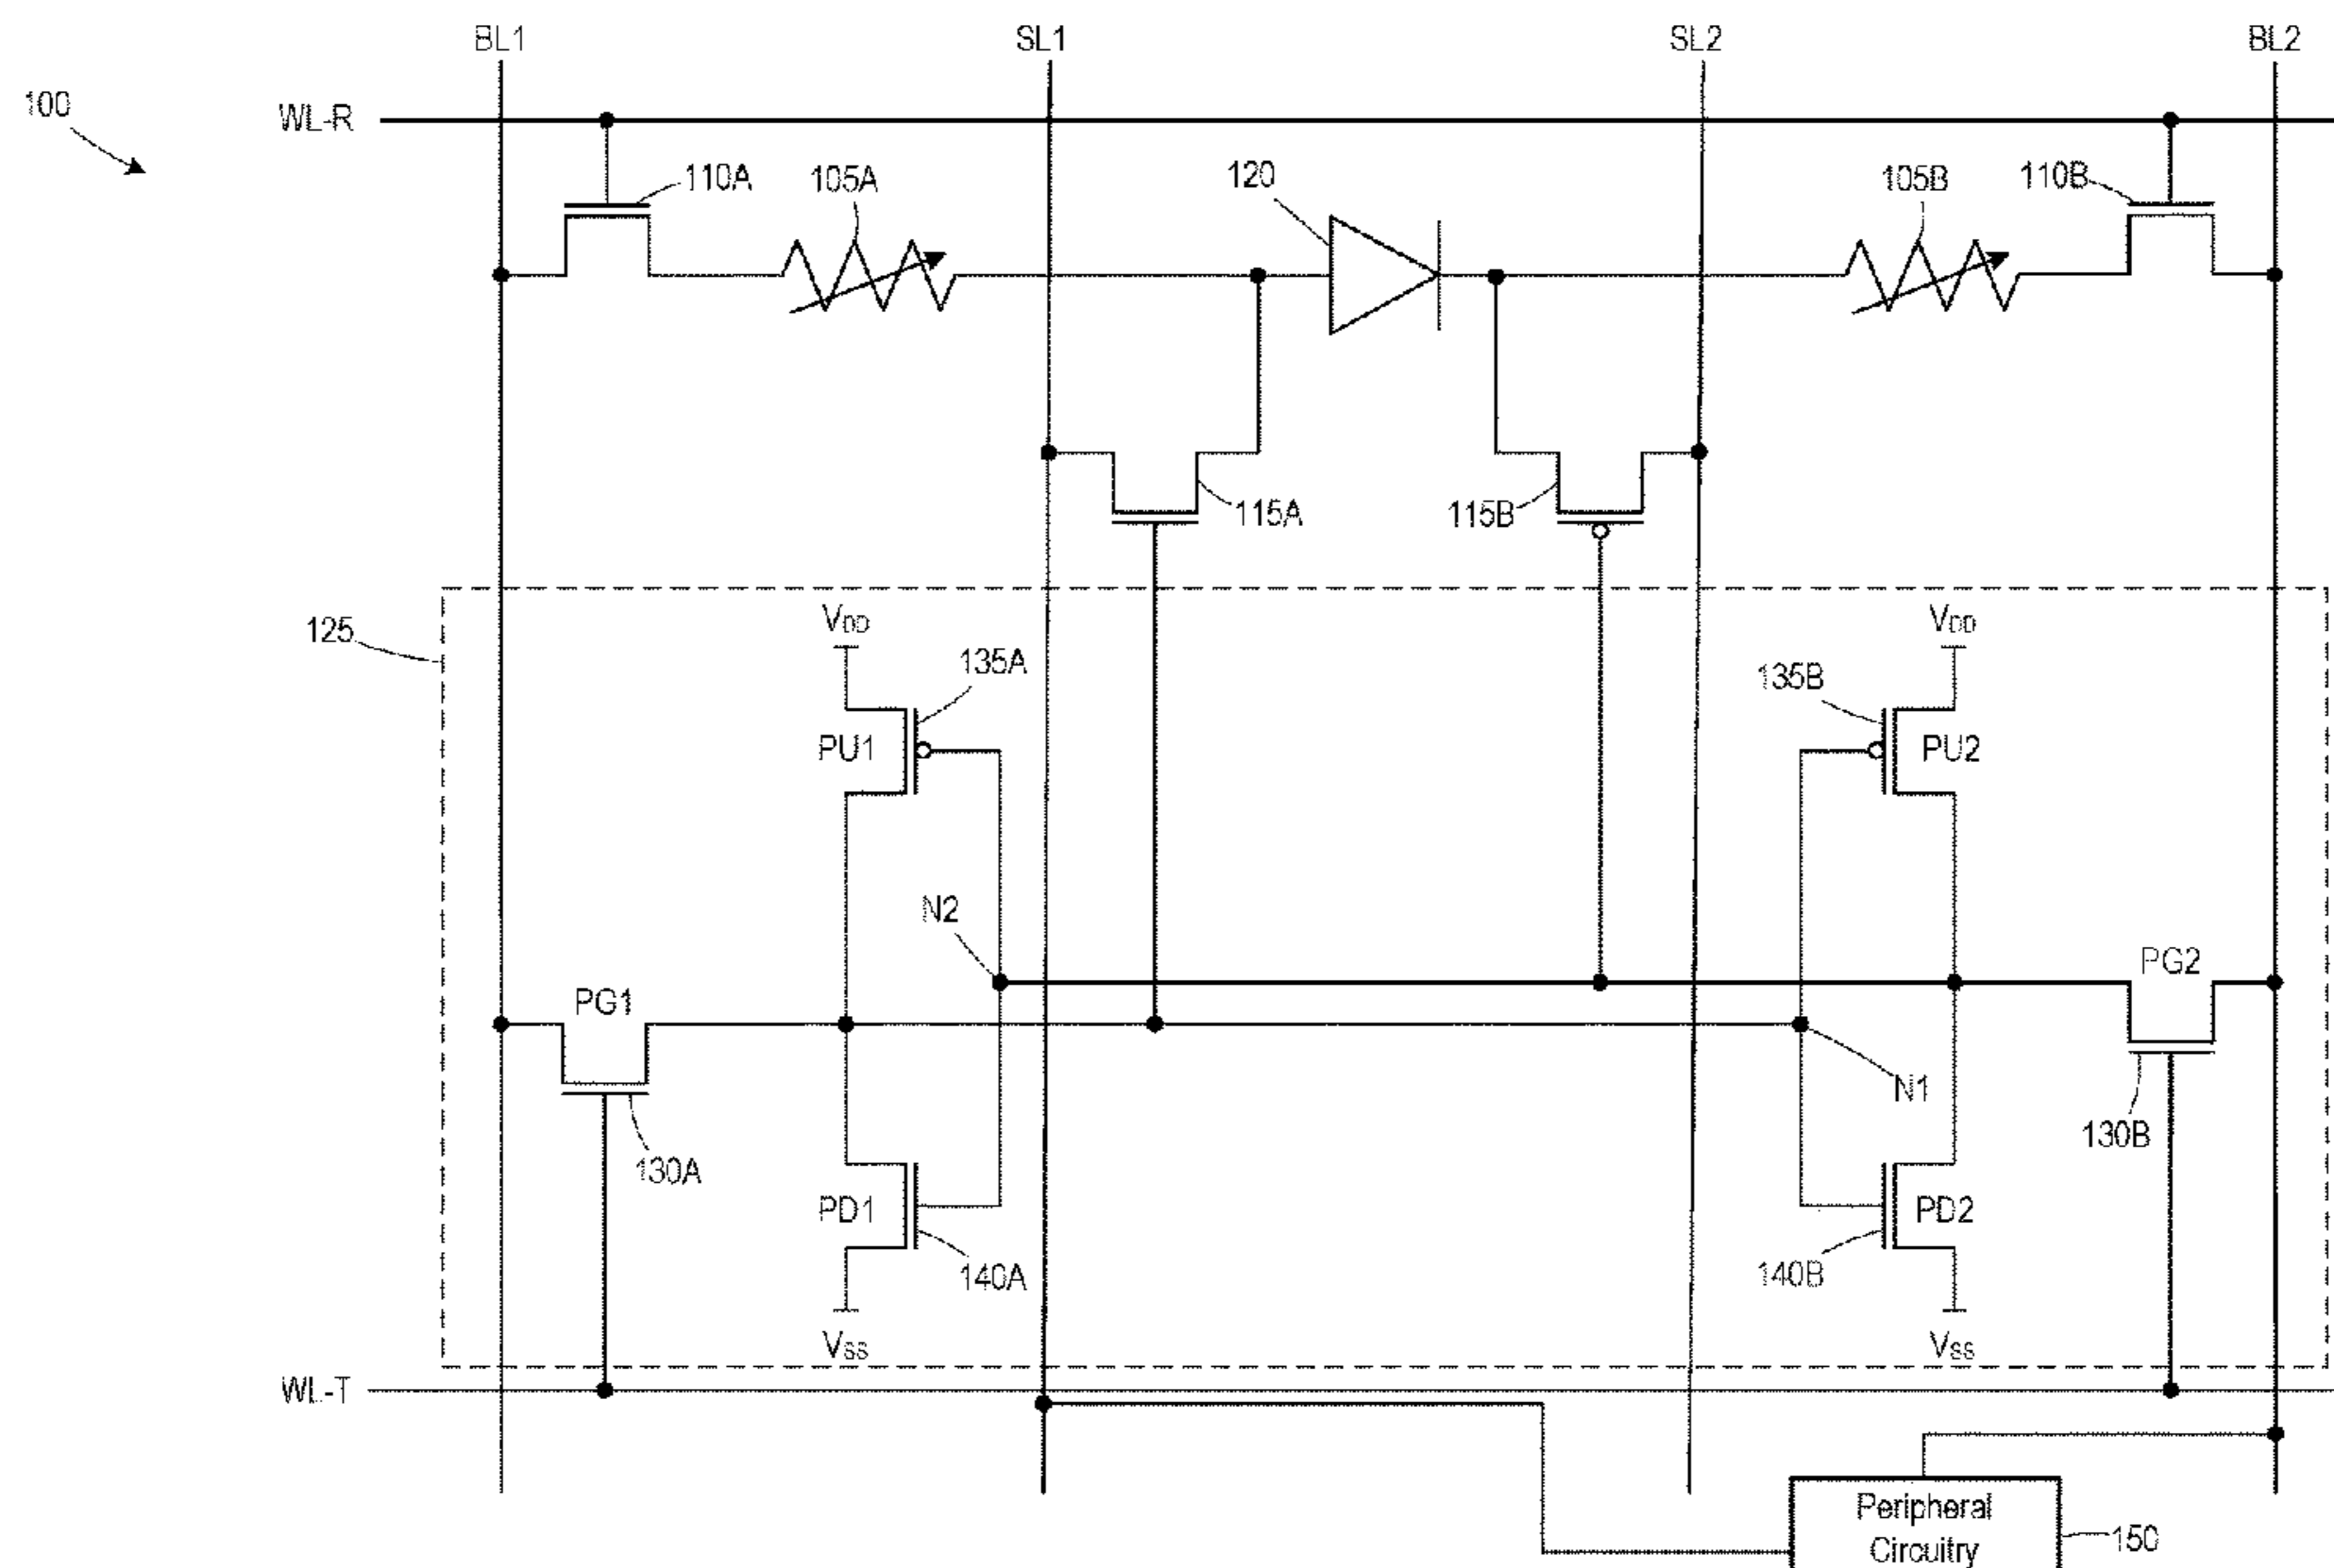 BL1 SL1 SL2 BL2
100
WL-R
110A 105A 120 105B 110B
115A 115B
125
VDD VDD
135A 135B
PU1 PU2
N2
PG1 PG2
N1
130A 130B
PD1 PD2
140A 140B
VSS VSS
WL-T
Peripheral
Circuitry
150